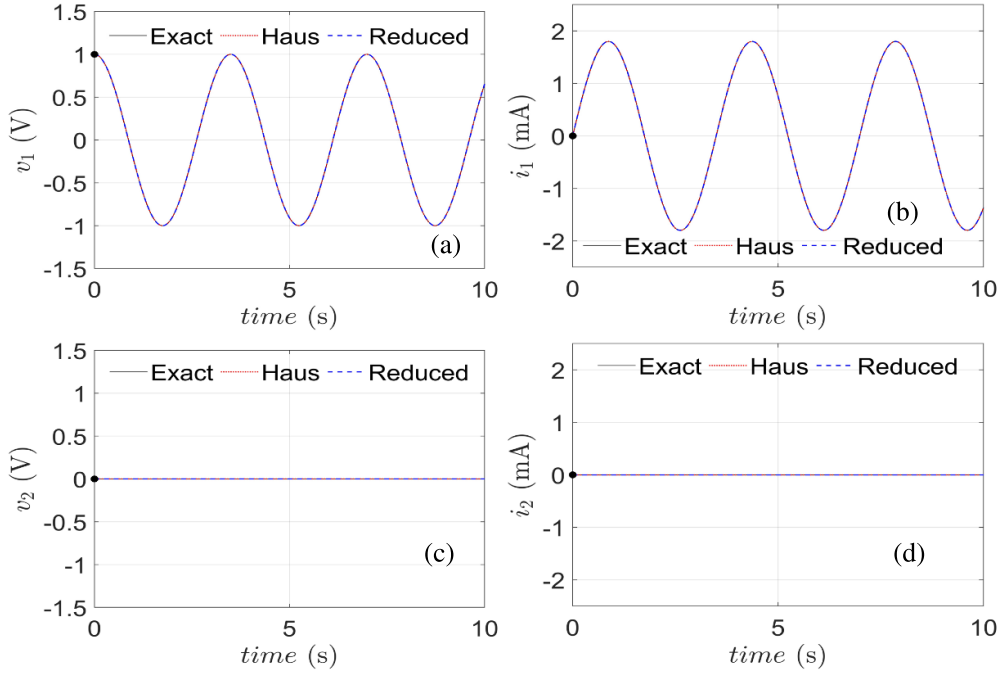 1.5
1
0.5
0
-0.5
-1
-1.5
v1 (V)
Exact Haus Reduced
(a)
0 5 10
time (s)
2
1
0
-1
-2
i1 (mA)
(b)
Exact Haus Reduced
0 5 10
time (s)
1.5
1
0.5
0
-0.5
-1
-1.5
v2 (V)
Exact Haus Reduced
(c)
0 5 10
time (s)
2
1
0
-1
-2
i2 (mA)
Exact Haus Reduced
(d)
0 5 10
time (s)